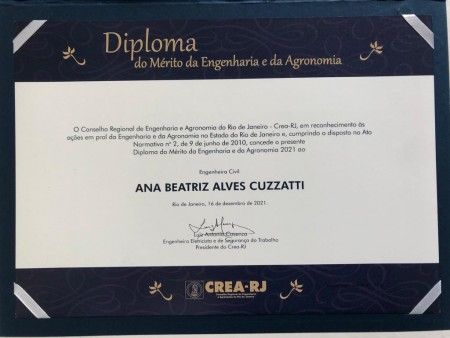 Diploma
do Mérito da Engenharia e da Agronomia
O Conselho Regional de Engenharia e Agronomia do Rio de Janeiro - Crea-RJ, em reconhecimento às
ações em prol da Engenharia e da Agronomia no Estado do Rio de Janeiro e, cumprindo o disposto no Ato
Normativo nº 2, de 9 de junho de 2010, concede o presente
Diploma do Mérito da Engenharia e da Agronomia 2021 ao
Engenheira Civil
ANA BEATRIZ ALVES CUZZATTI
Rio de Janeiro, 16 de dezembro de 2021.
Luiz Antonio Cosenza
Engenheiro Eletricista e de Segurança do Trabalho
Presidente do Crea-RJ
CREA-RJ